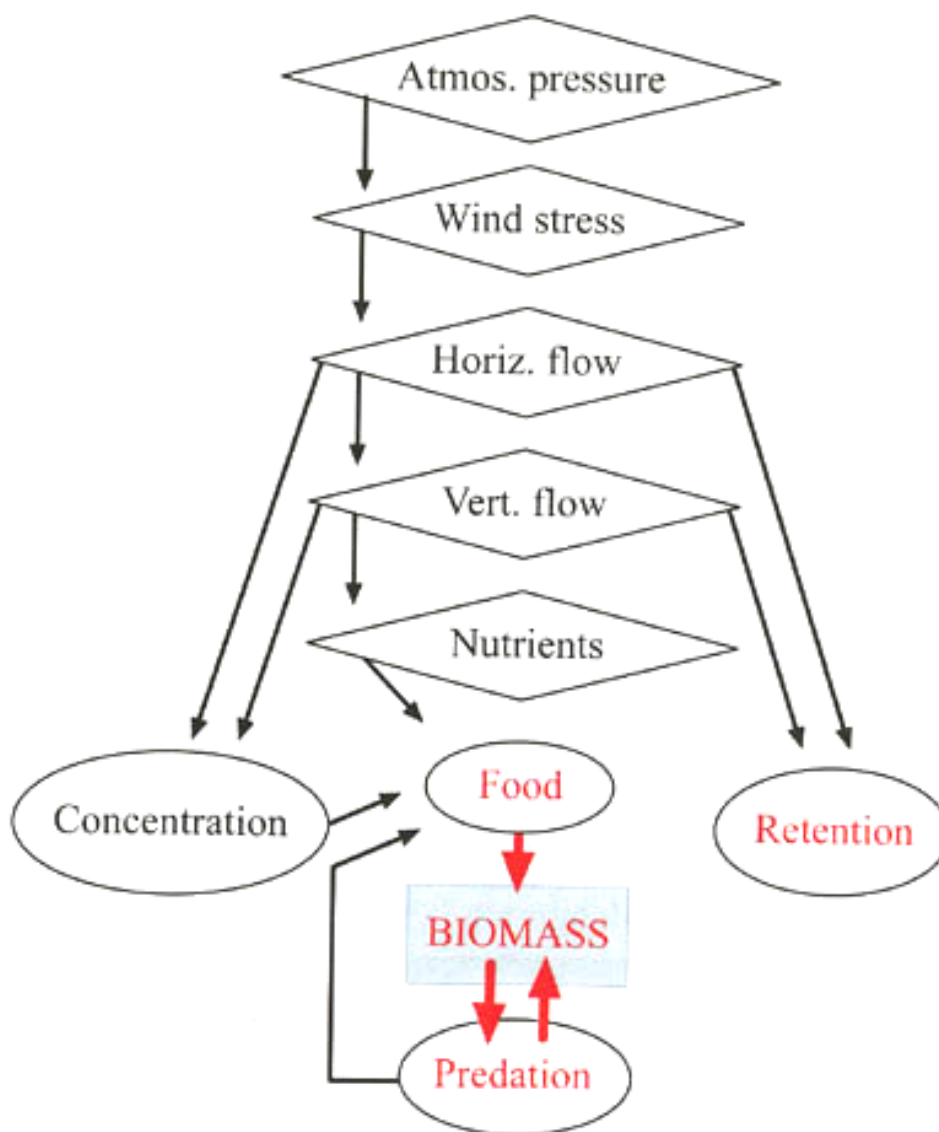 Atmos. pressure
Wind stress
Horiz. flow
Vert. flow
Nutrients
Concentration
Food
Retention
BIOMASS
Predation